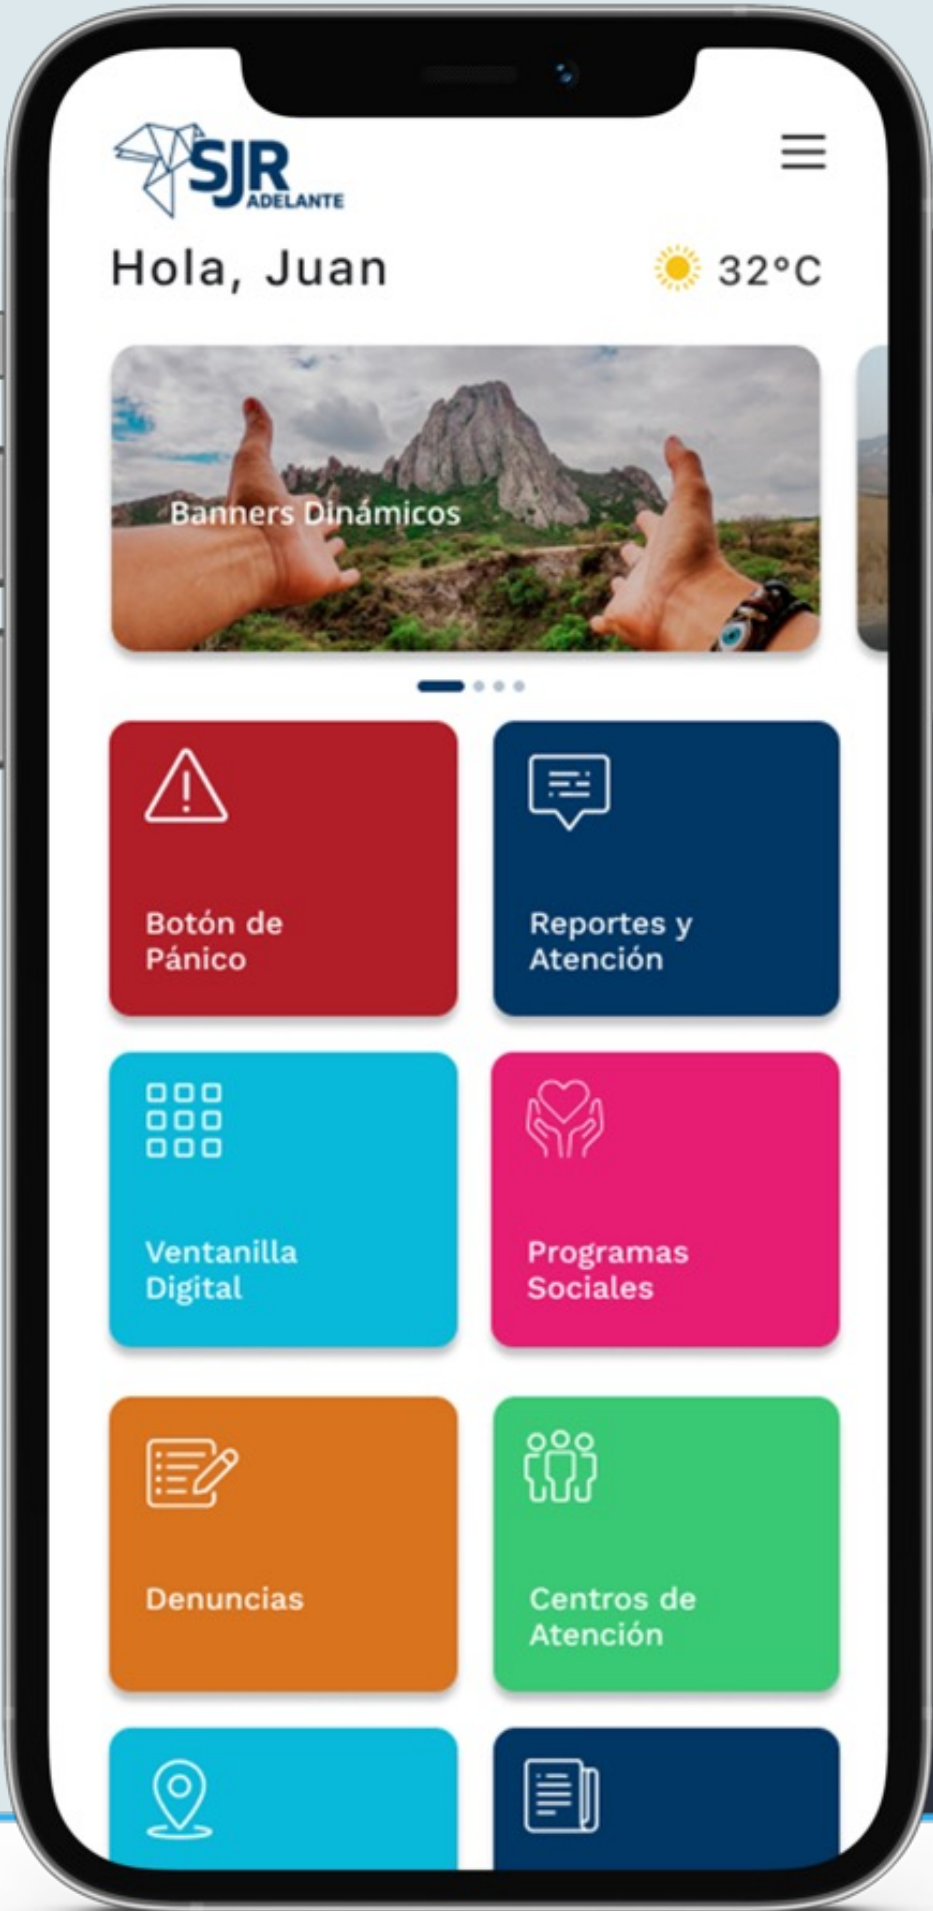 SJR
ADELANTE
Hola, Juan
32°C
Banners Dinámicos
Botón de
Pánico
Reportes y
Atención
Ventanilla
Digital
Programas
Sociales
Denuncias
Centros de
Atención